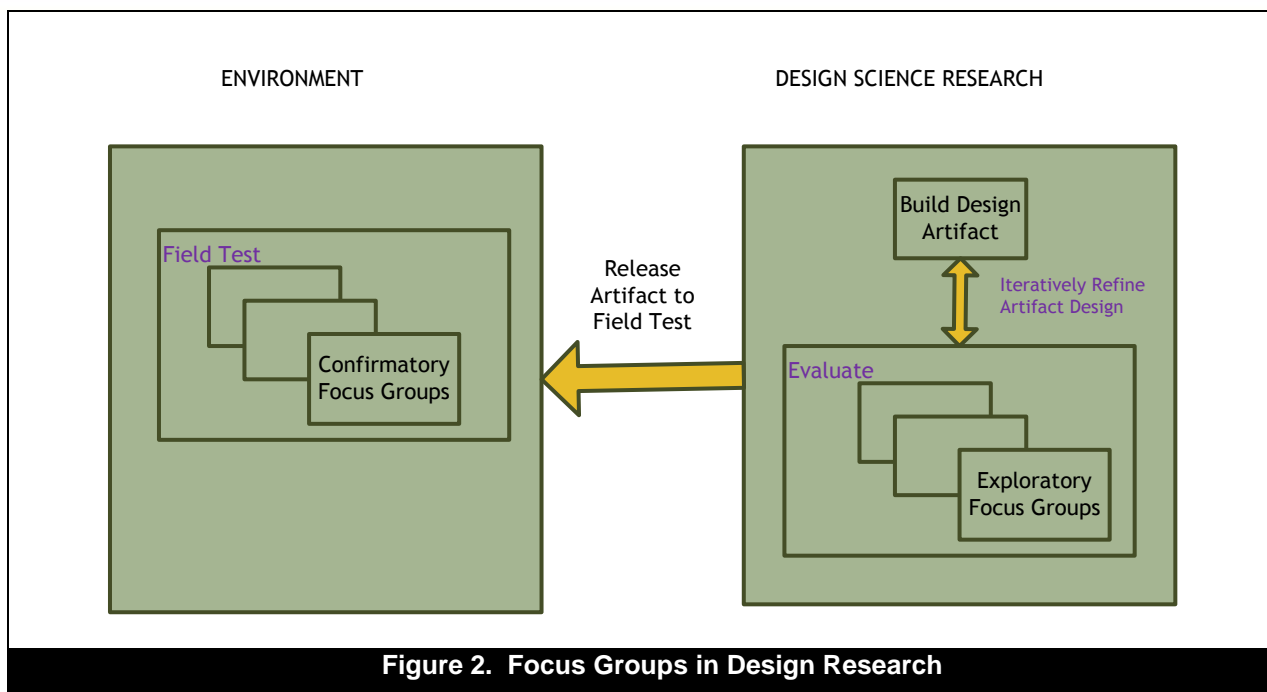 ENVIRONMENT
DESIGN SCIENCE RESEARCH
Field Test
Confirmatory
Focus Groups
Release
Artifact to
Field Test
Build Design
Artifact
Iteratively Refine
Artifact Design
Evaluate
Exploratory
Focus Groups
Figure 2. Focus Groups in Design Research